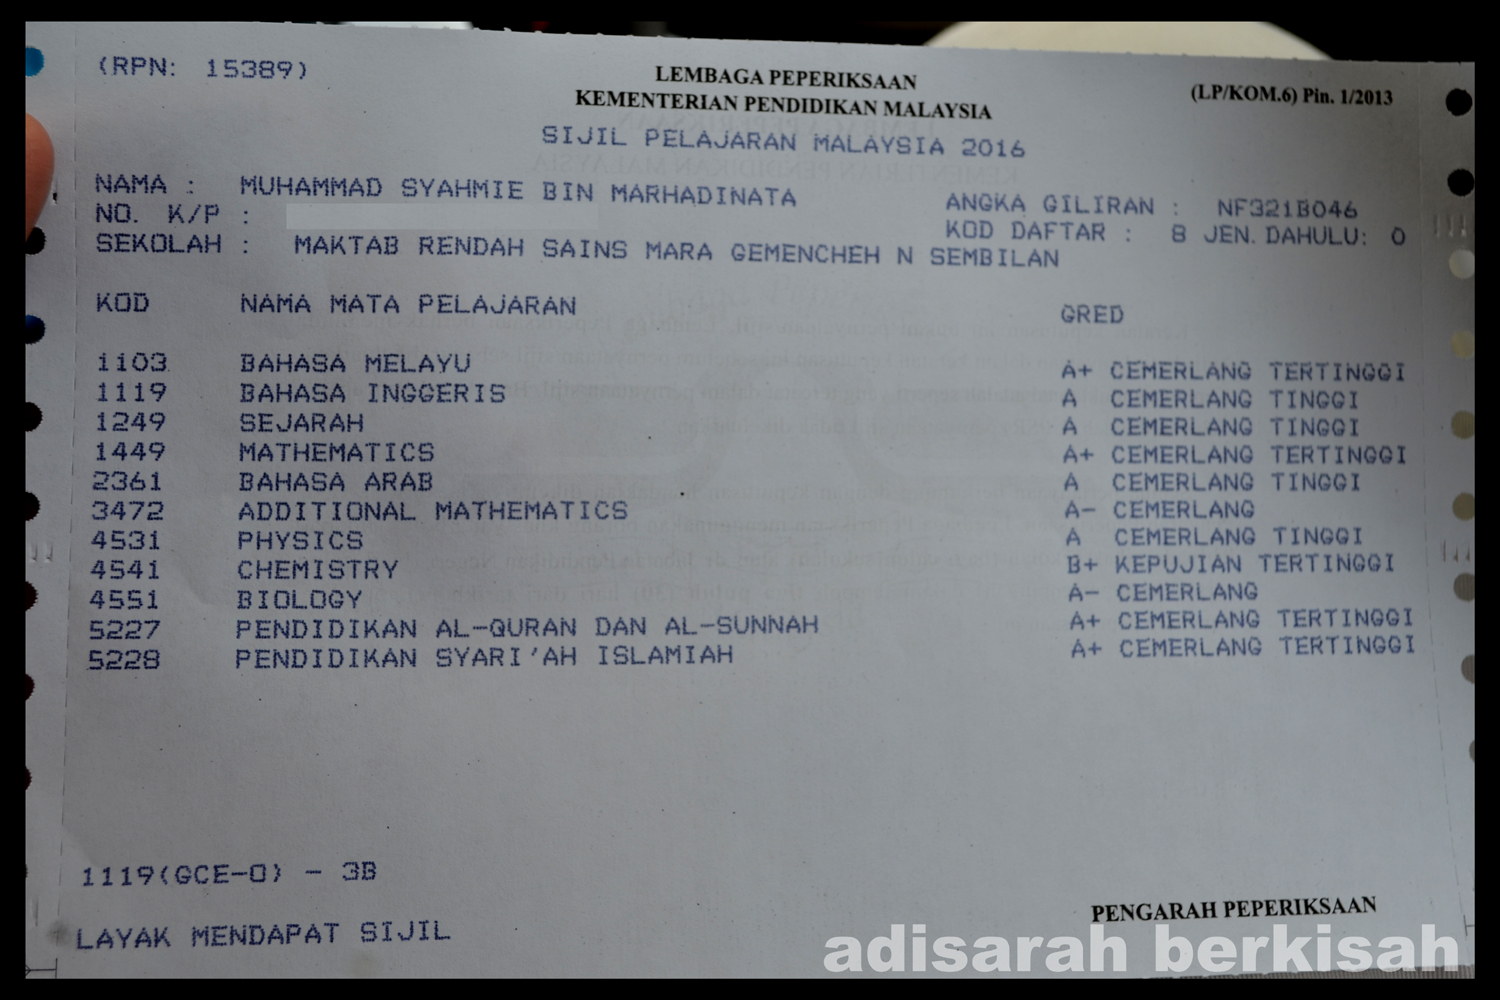 (RPN: 15389)
LEMBAGA PEPERIKSAAN
KEMENTERIAN PENDIDIKAN MALAYSIA
(LP/KOM.6) Pin. 1/2013
SIJIL PELAJARAN MALAYSIA 2016
NAMA : MUHAMMAD SYAHMIE BIN MARHADINATA ANGKA GILIRAN : NF321B046
NO. K/P : KOD DAFTAR : 8 JEN.DAHULU: 0
SEKOLAH : MAKTAB RENDAH SAINS MARA GEMENCHEH N SEMBILAN
KOD NAMA MATA PELAJARAN GRED
1103 BAHASA MELAYU A+ CEMERLANG TERTINGGI
1119 BAHASA INGGERIS A CEMERLANG TINGGI
1249 SEJARAH A CEMERLANG TINGGI
1449 MATHEMATICS A+ CEMERLANG TERTINGGI
2361 BAHASA ARAB A CEMERLANG TINGGI
3472 ADDITIONAL MATHEMATICS A- CEMERLANG
4531 PHYSICS A CEMERLANG TINGGI
4541 CHEMISTRY B+ KEPUJIAN TERTINGGI
4551 BIOLOGY A- CEMERLANG
5227 PENDIDIKAN AL-QURAN DAN AL-SUNNAH A+ CEMERLANG TERTINGGI
5228 PENDIDIKAN SYARI'AH ISLAMIAH A+ CEMERLANG TERTINGGI
1119(GCE-O) - 3B
LAYAK MENDAPAT SIJIL
PENGARAH PEPERIKSAAN
adisarah berkisah